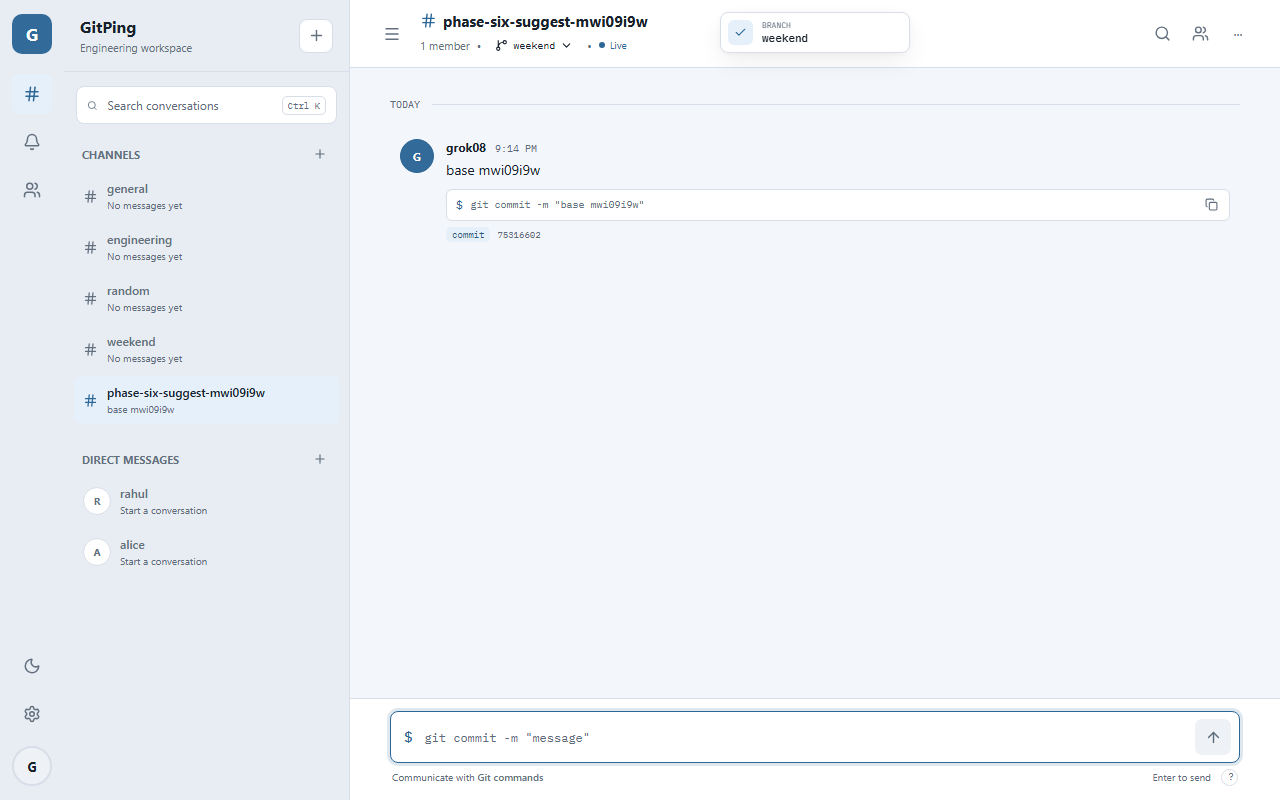 G
GitPing
Engineering workspace
Search conversations
Ctrl K
CHANNELS
general
No messages yet
engineering
No messages yet
random
No messages yet
weekend
No messages yet
phase-six-suggest-mwi09i9w
base mwi09i9w
DIRECT MESSAGES
R
rahul
Start a conversation
A
alice
Start a conversation
G
phase-six-suggest-mwi09i9w
1 member • weekend • Live
BRANCH
weekend
TODAY
G
grok08 9:14 PM
base mwi09i9w
$ git commit -m "base mwi09i9w"
commit 75316602
$ git commit -m "message"
Communicate with Git commands
Enter to send ?